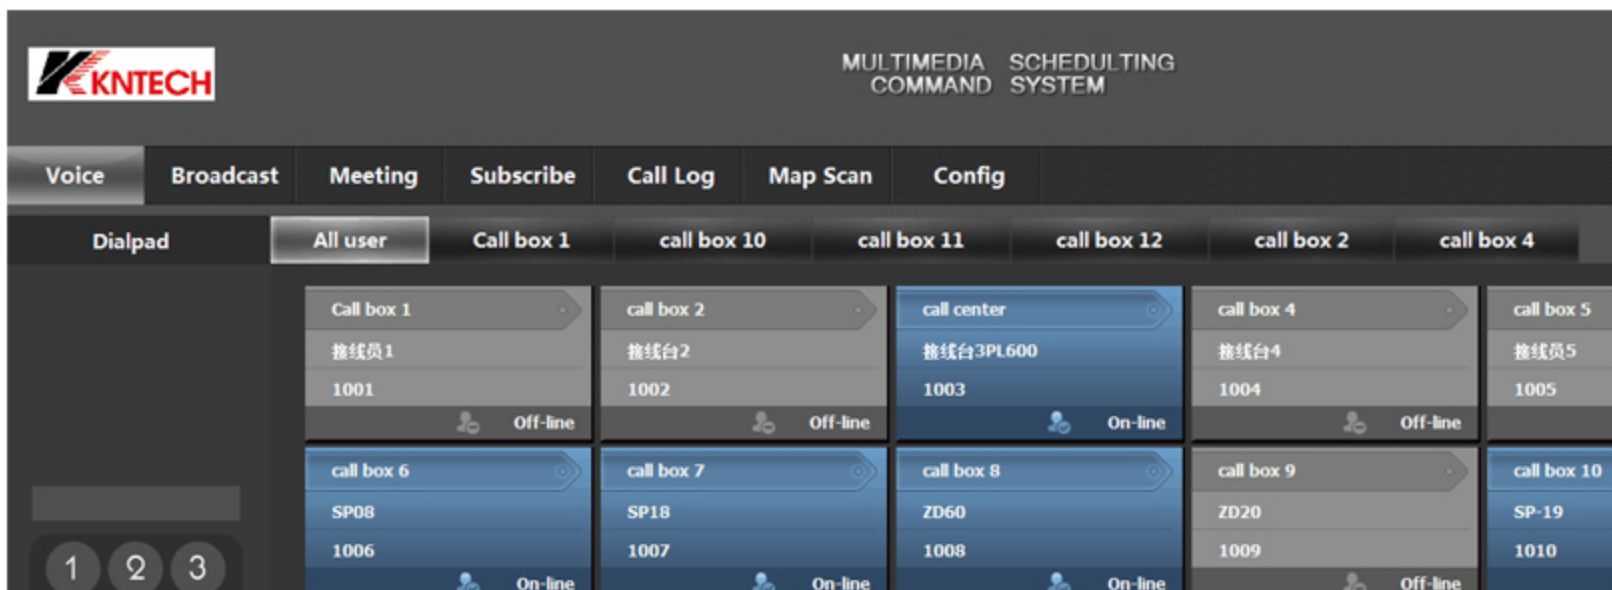 KNTECH
MULTIMEDIA SCHEDULTING
COMMAND SYSTEM
Voice Broadcast Meeting Subscribe Call Log Map Scan Config
Dialpad All user Call box 1 call box 10 call box 11 call box 12 call box 2 call box 4
Call box 1 call box 2 call center call box 4 call box 5
接线员1 接线台2 接线台3PL600 接线台4 接线员5
1001 1002 1003 1004 1005
Off-line Off-line On-line Off-line
call box 6 call box 7 call box 8 call box 9 call box 10
SP08 SP18 ZD60 ZD20 SP-19
1006 1007 1008 1009 1010
1 2 3
On-line On-line On-line Off-line